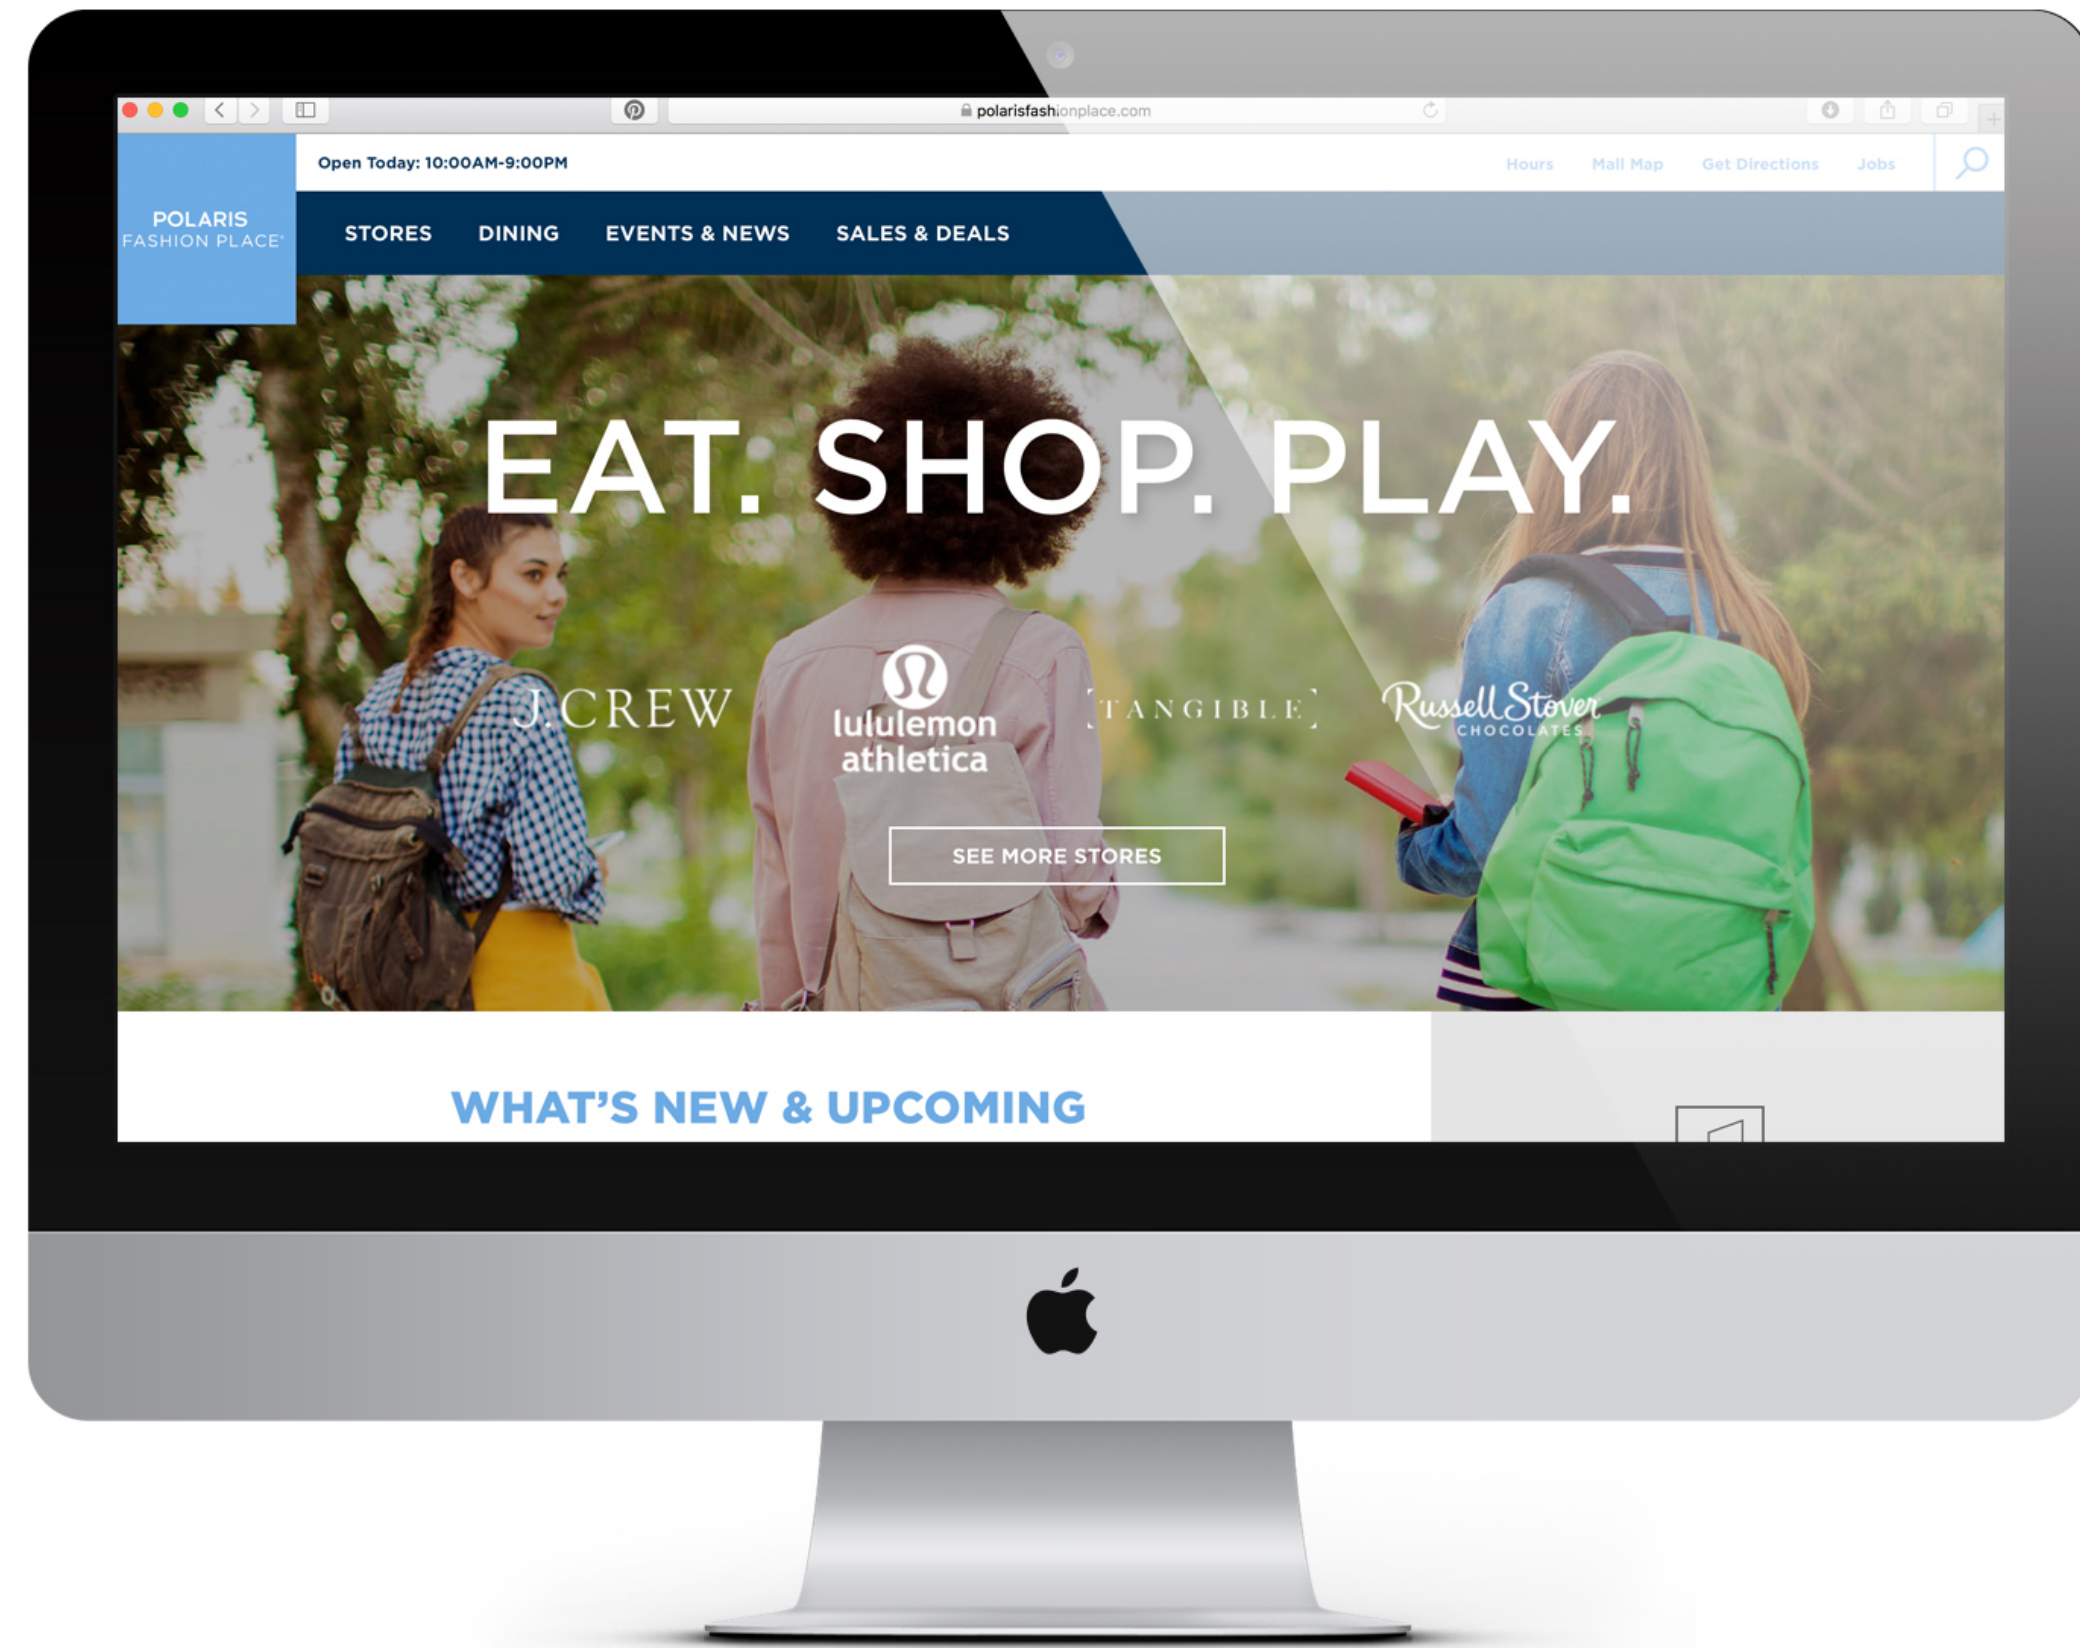 polarisfashionplace.com
Open Today: 10:00AM-9:00PM
Hours
Mall Map
Get Directions
Jobs
POLARIS
FASHION PLACE®
STORES
DINING
EVENTS & NEWS
SALES & DEALS
EAT. SHOP. PLAY.
J.CREW
lululemon
athletica
[TANGIBLE]
Russell Stover
CHOCOLATES
SEE MORE STORES
WHAT’S NEW & UPCOMING